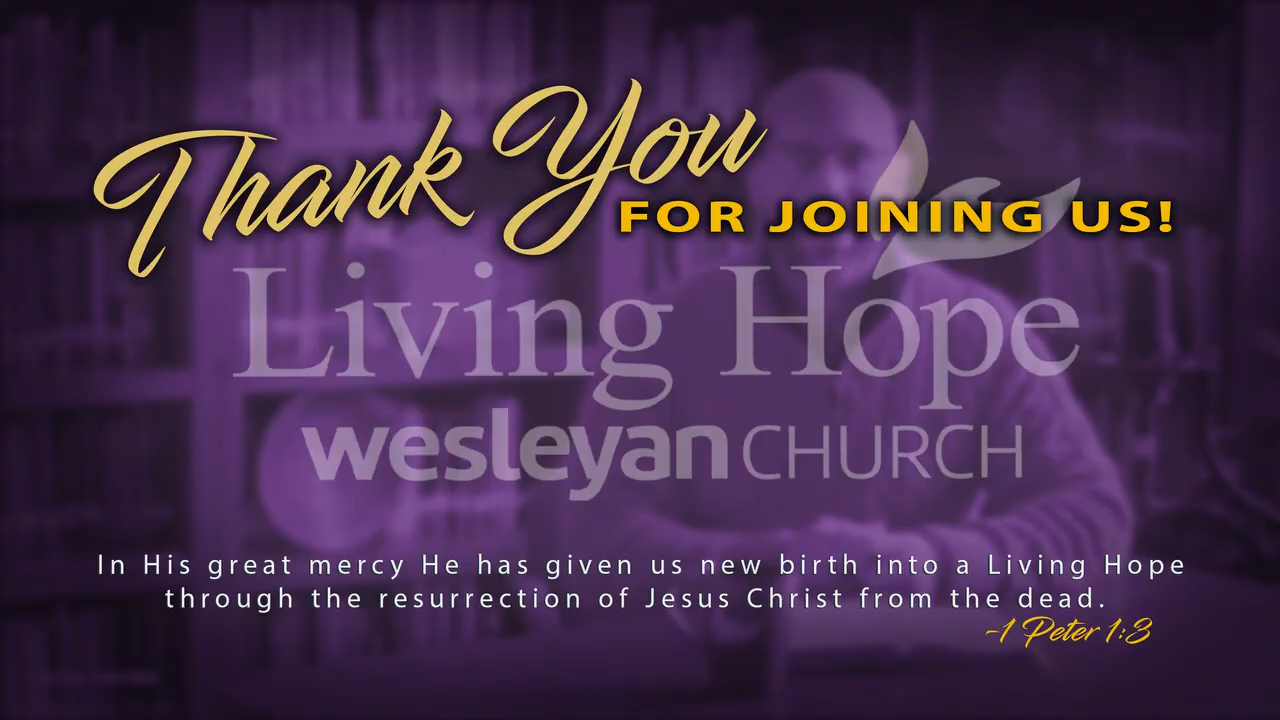 Thank You
FOR JOINING US!
Living Hope
wesleyan CHURCH
In His great mercy He has given us new birth into a Living Hope
through the resurrection of Jesus Christ from the dead.
-1 Peter 1:3